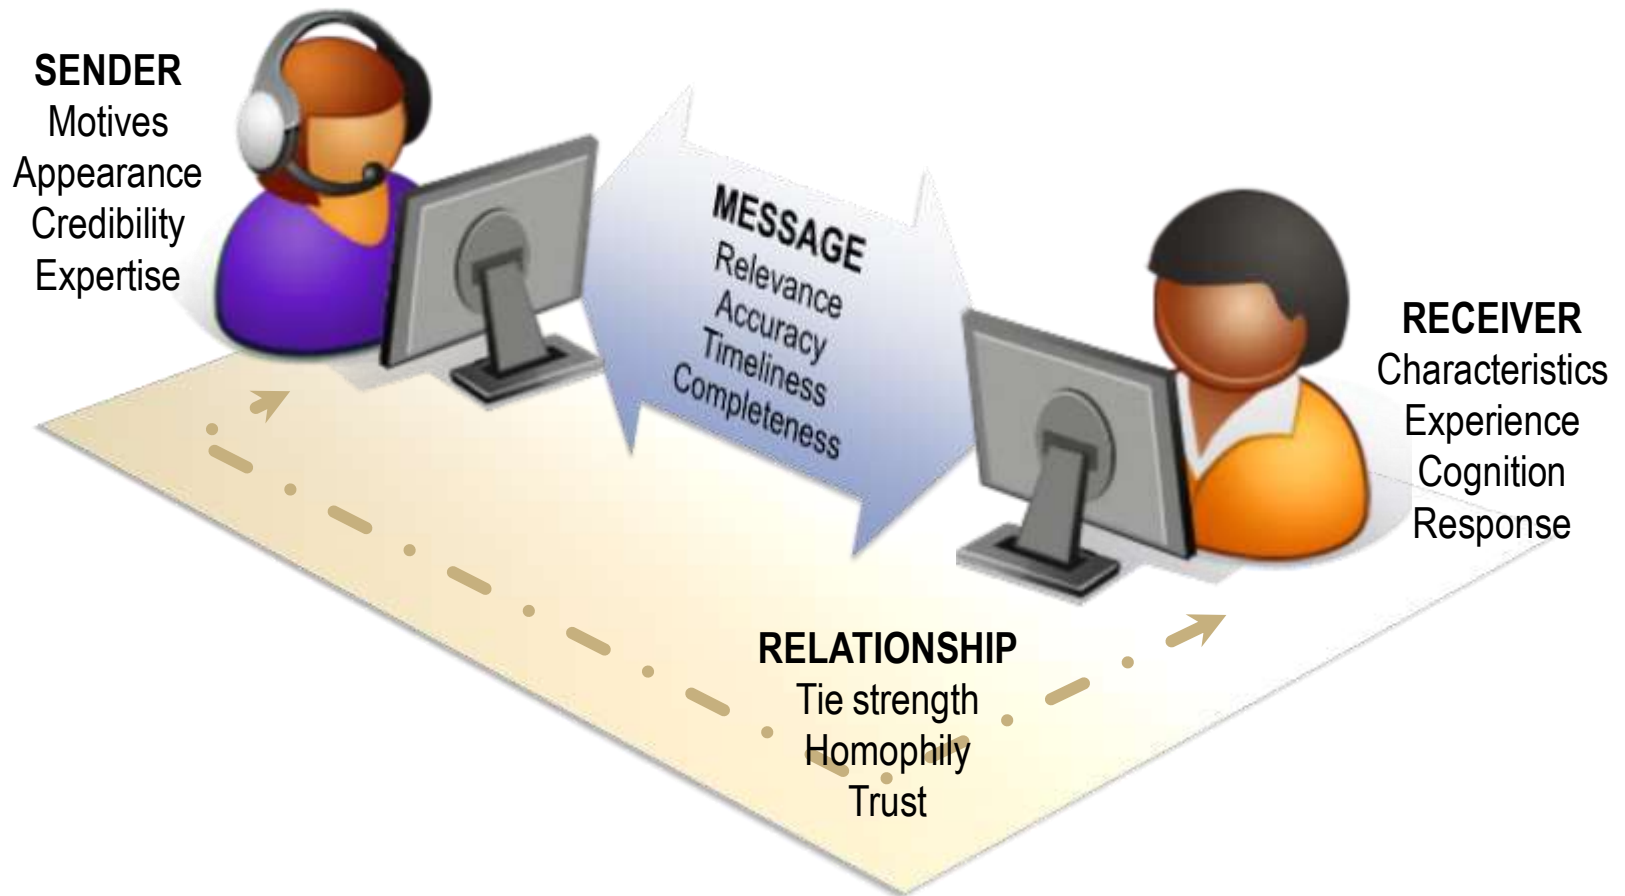 SENDER
Motives
Appearance
Credibility
Expertise
MESSAGE
Relevance
Accuracy
Timeliness
Completeness
RECEIVER
Characteristics
Experience
Cognition
Response
RELATIONSHIP
Tie strength
Homophily
Trust